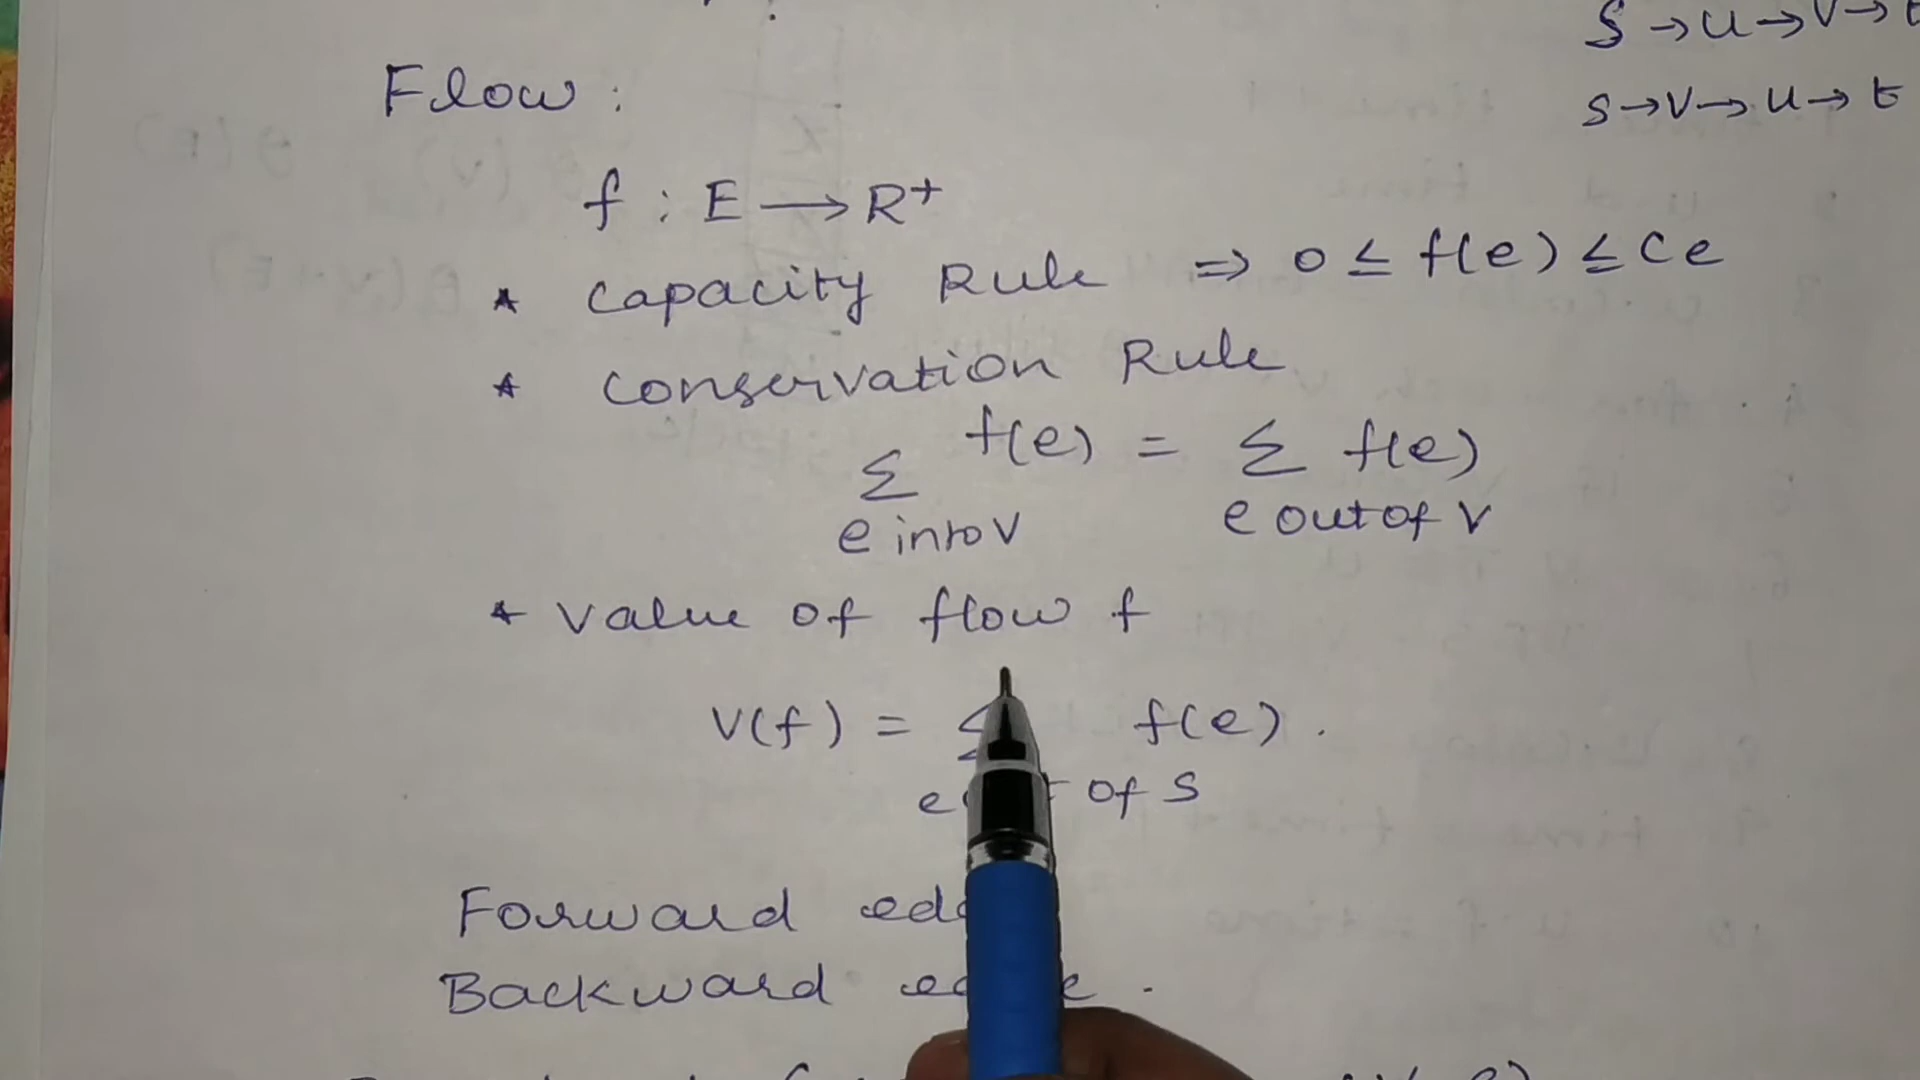 S → U → V → t
S → V → U → t
Flow :
f : E → R+
* Capacity Rule ⇒ 0 ≤ f(e) ≤ Ce
* Conservation Rule
Σ f(e) = Σ f(e)
e into V e out of V
* Value of flow f
V(f) = Σ f(e) .
e of S
Forward
Backward